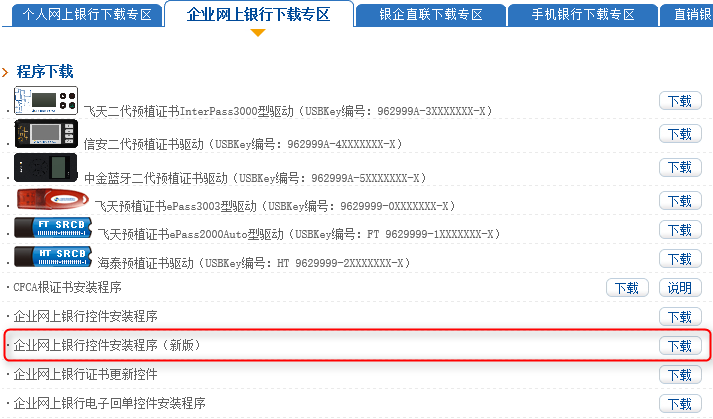 个人网上银行下载专区 企业网上银行下载专区 银企直联下载专区 手机银行下载专区 直销银
程序下载
· 飞天二代预植证书InterPass3000型驱动（USBKey编号：962999A-3XXXXXXX-X） 下载
· 信安二代预植证书驱动（USBKey编号：962999A-4XXXXXXX-X） 下载
· 中金蓝牙二代预植证书驱动（USBKey编号：962999A-5XXXXXXX-X） 下载
· 飞天预植证书ePass3003型驱动（USBKey编号：9629999-0XXXXXXX-X） 下载
· FT SRCB 飞天预植证书ePass2000Auto型驱动（USBKey编号：FT 9629999-1XXXXXXX-X） 下载
· HT SRCB 海泰预植证书驱动（USBKey编号：HT 9629999-2XXXXXXX-X） 下载
· CFCA根证书安装程序 下载 说明
· 企业网上银行控件安装程序 下载
· 企业网上银行控件安装程序（新版） 下载
· 企业网上银行证书更新控件 下载
· 企业网上银行电子回单控件安装程序 下载